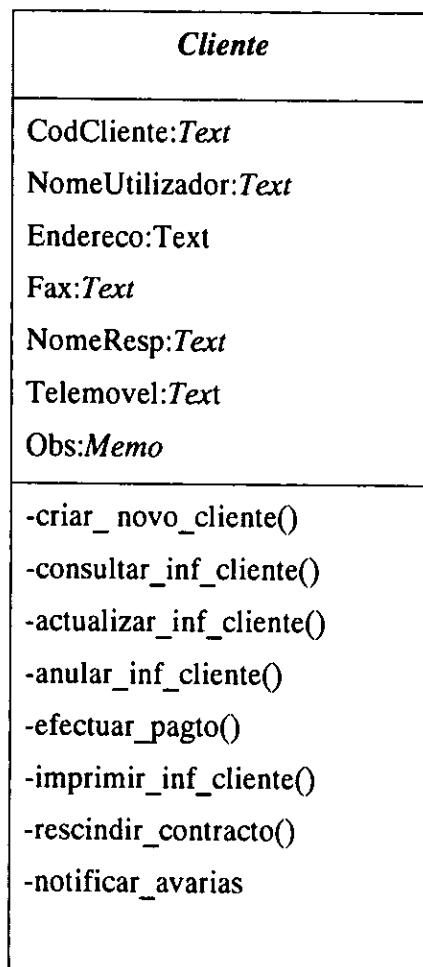 Cliente
CodCliente:Text
NomeUtilizador:Text
Endereco:Text
Fax:Text
NomeResp:Text
Telemovel:Text
Obs:Memo
-criar_ novo_cliente()
-consultar_inf_cliente()
-actualizar_inf_cliente()
-anular_inf_cliente()
-efectuar_pagto()
-imprimir_inf_cliente()
-rescindir_contracto()
-notificar_avarias